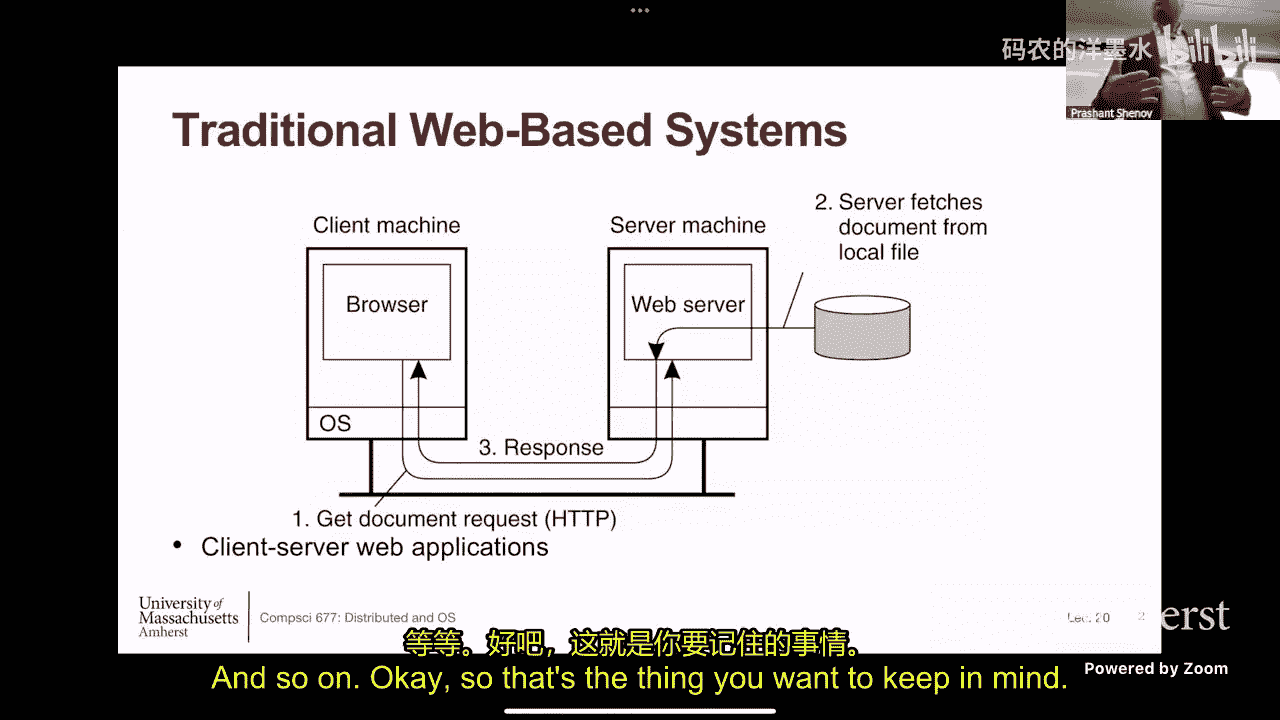 码农的洋墨水 bilibili
Prashant Shenoy
Traditional Web-Based Systems
2. Server fetches
document from
local file
Client machine
Server machine
Browser
Web server
OS
3. Response
1. Get document request (HTTP)
• Client-server web applications
University of
Massachusetts
Amherst
Compsci 677: Distributed and OS
Lec. 20
2
erst
等等。好吧，这就是你要记住的事情。
And so on. Okay, so that's the thing you want to keep in mind.
Powered by Zoom